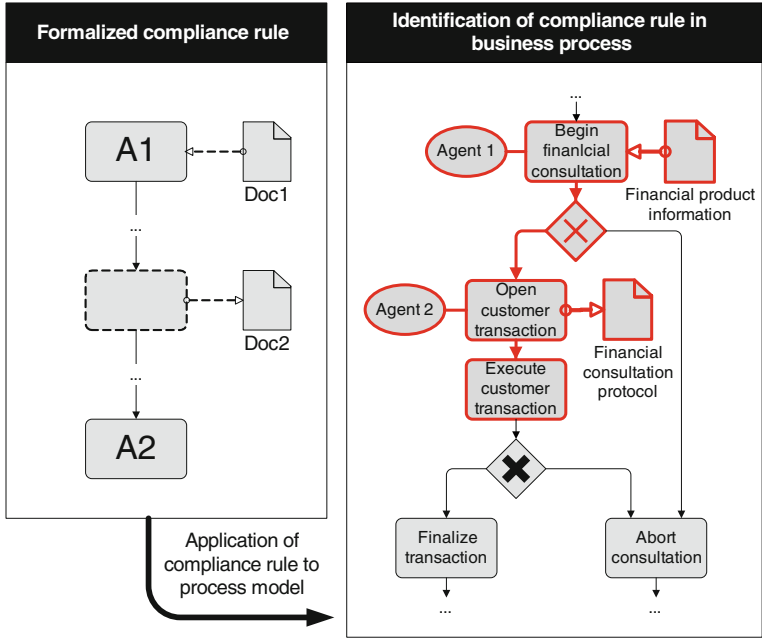 Formalized compliance rule
A1
Doc1
...
Doc2
...
A2
Application of
compliance rule to
process model
Identification of compliance rule in
business process
...
Agent 1
Begin
finanlcial
consultation
Financial product
information
Agent 2
Open
customer
transaction
Financial
consultation
protocol
Execute
customer
transaction
Finalize
transaction
Abort
consultation
...
...